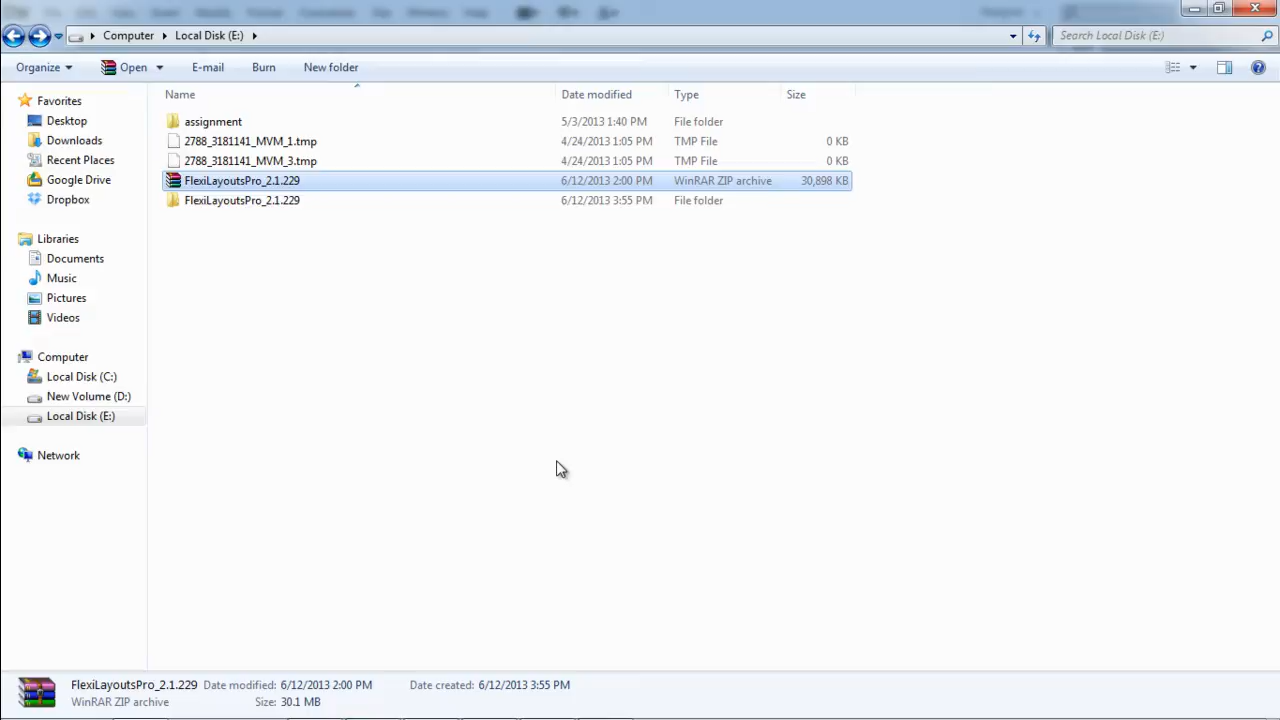 Computer Local Disk (E:) Search Local Disk (E:)
Organize Open E-mail Burn New folder
Name Date modified Type Size
Favorites
Desktop
Downloads
Recent Places
Google Drive
Dropbox
Libraries
Documents
Music
Pictures
Videos
Computer
Local Disk (C:)
New Volume (D:)
Local Disk (E:)
Network
assignment 5/3/2013 1:40 PM File folder
2788_3181141_MVM_1.tmp 4/24/2013 1:05 PM TMP File 0 KB
2788_3181141_MVM_3.tmp 4/24/2013 1:05 PM TMP File 0 KB
FlexiLayoutsPro_2.1.229 6/12/2013 2:00 PM WinRAR ZIP archive 30,898 KB
FlexiLayoutsPro_2.1.229 6/12/2013 3:55 PM File folder
FlexiLayoutsPro_2.1.229 Date modified: 6/12/2013 2:00 PM Date created: 6/12/2013 3:55 PM
WinRAR ZIP archive Size: 30.1 MB